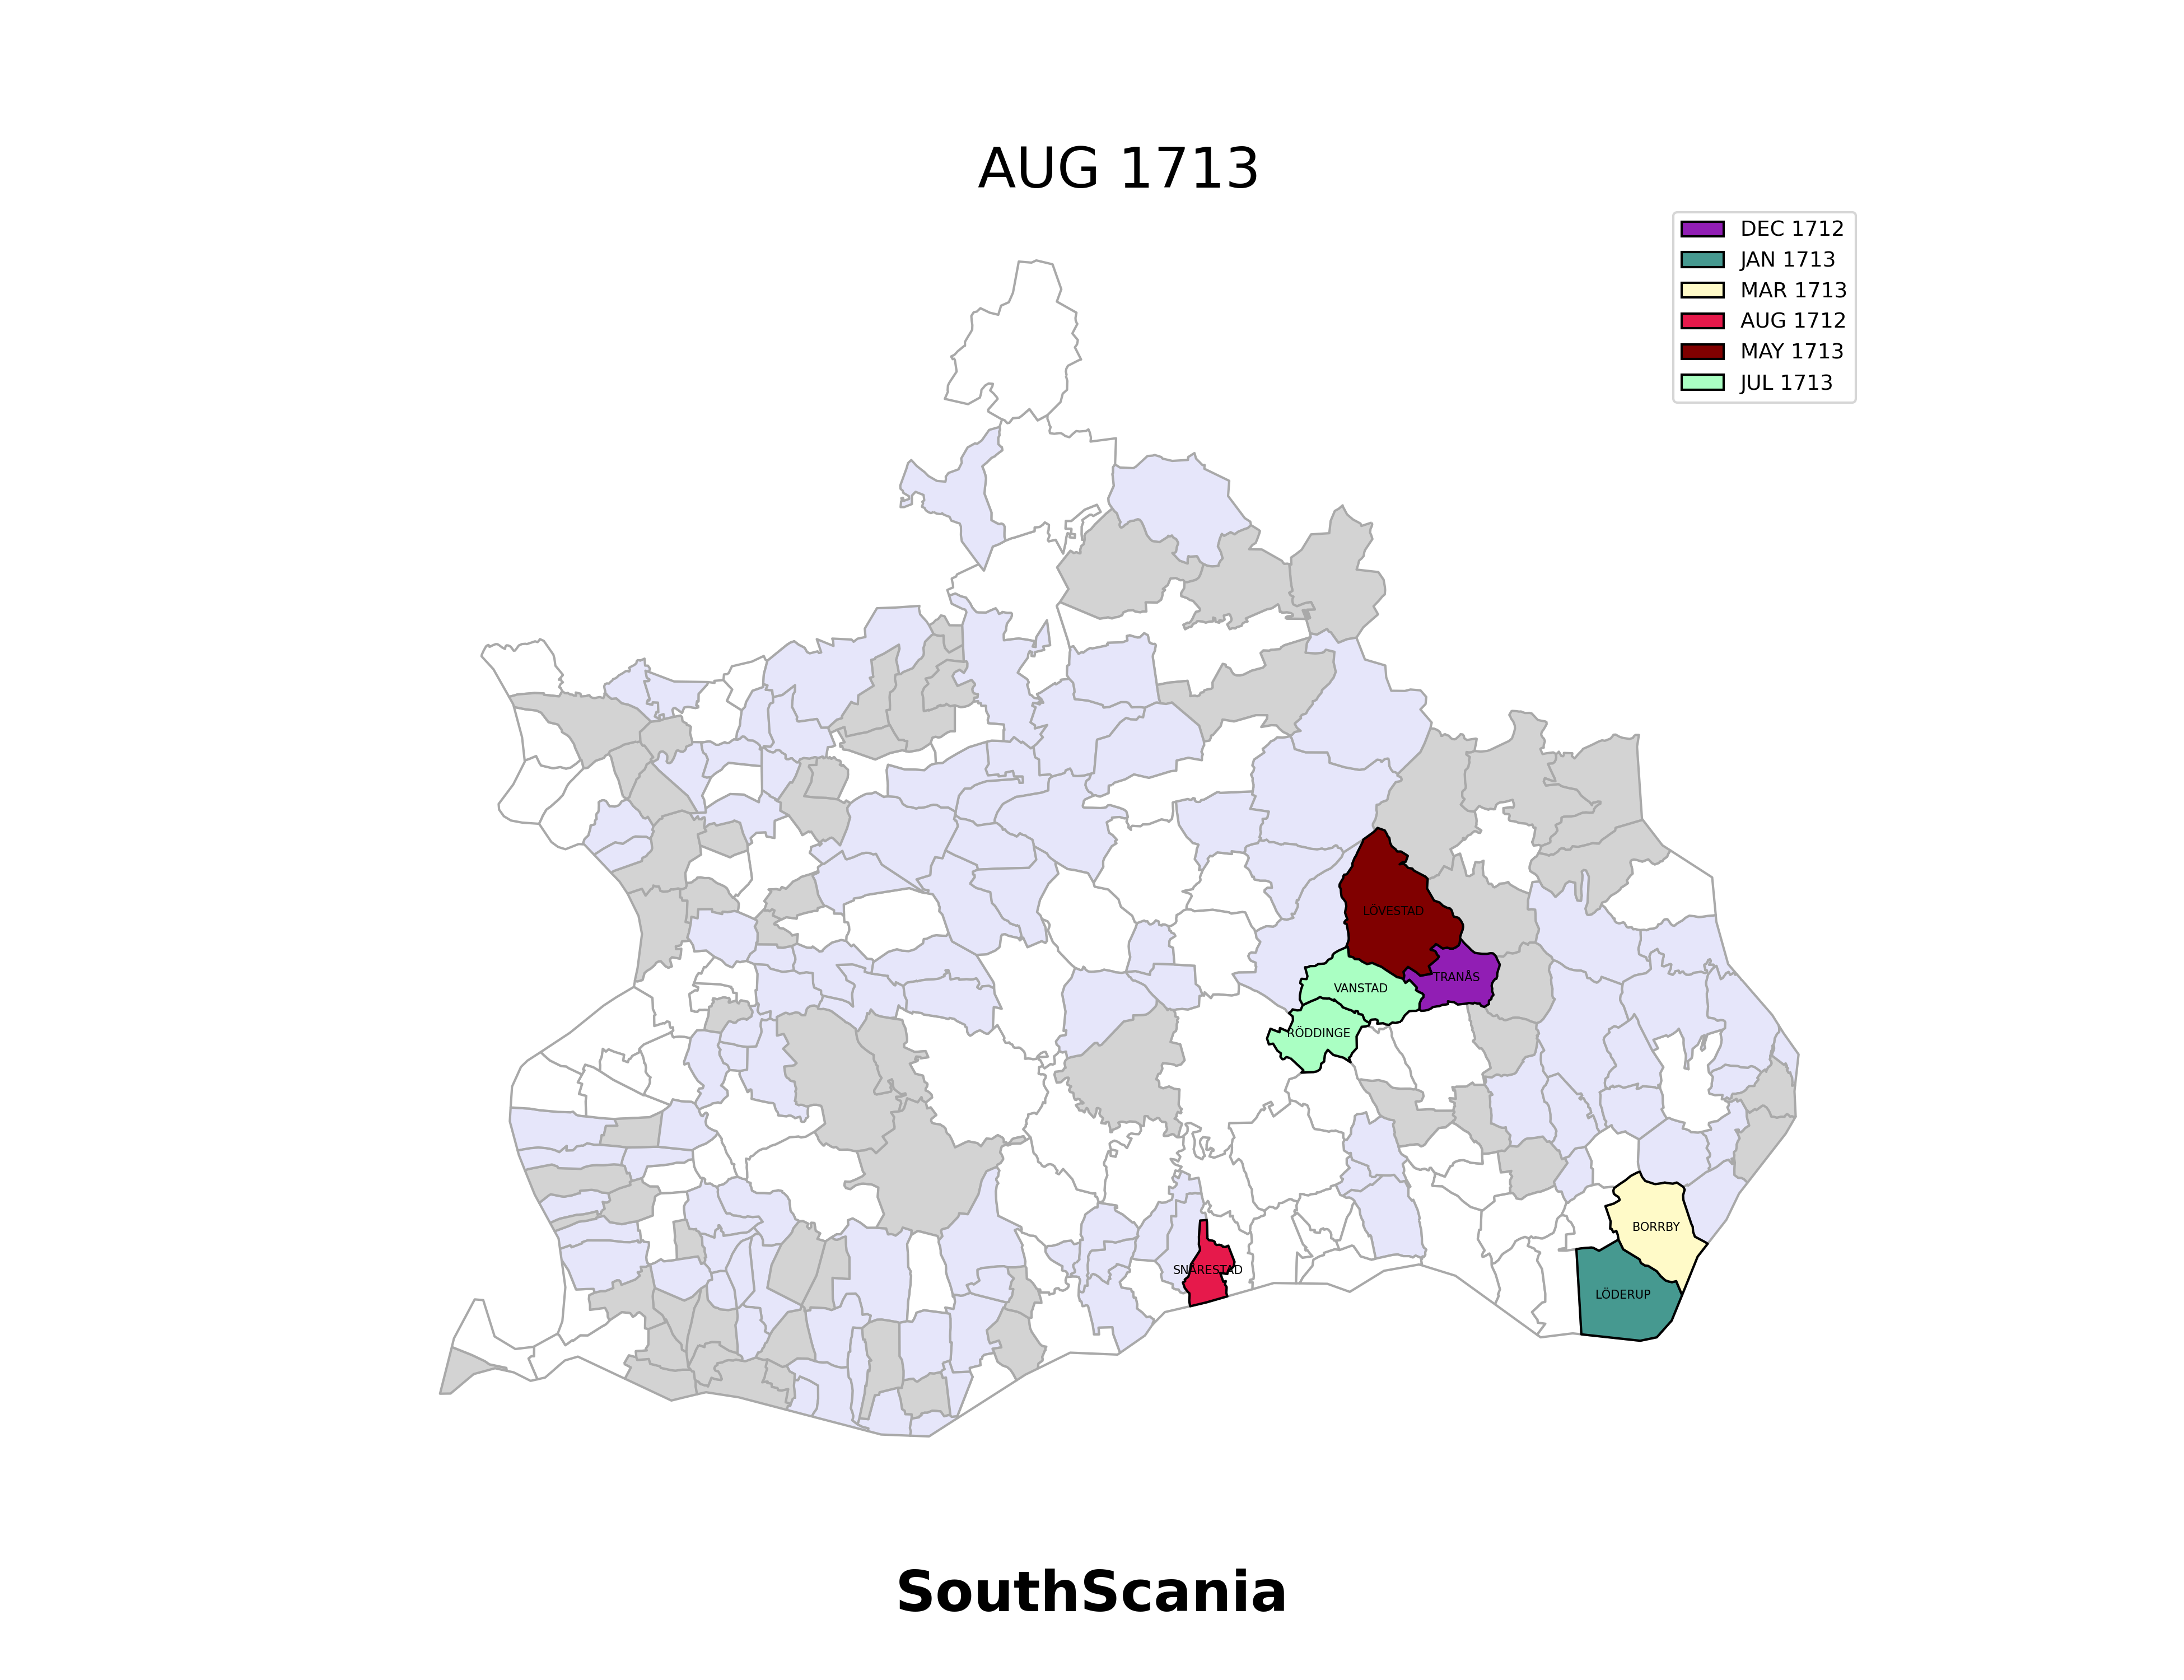 AUG 1713
DEC 1712
JAN 1713
MAR 1713
AUG 1712
MAY 1713
JUL 1713
LÖVESTAD
TRANÅS
VANSTAD
RÖDDINGE
BORRBY
SNÅRESTAD
LÖDERUP
SouthScania